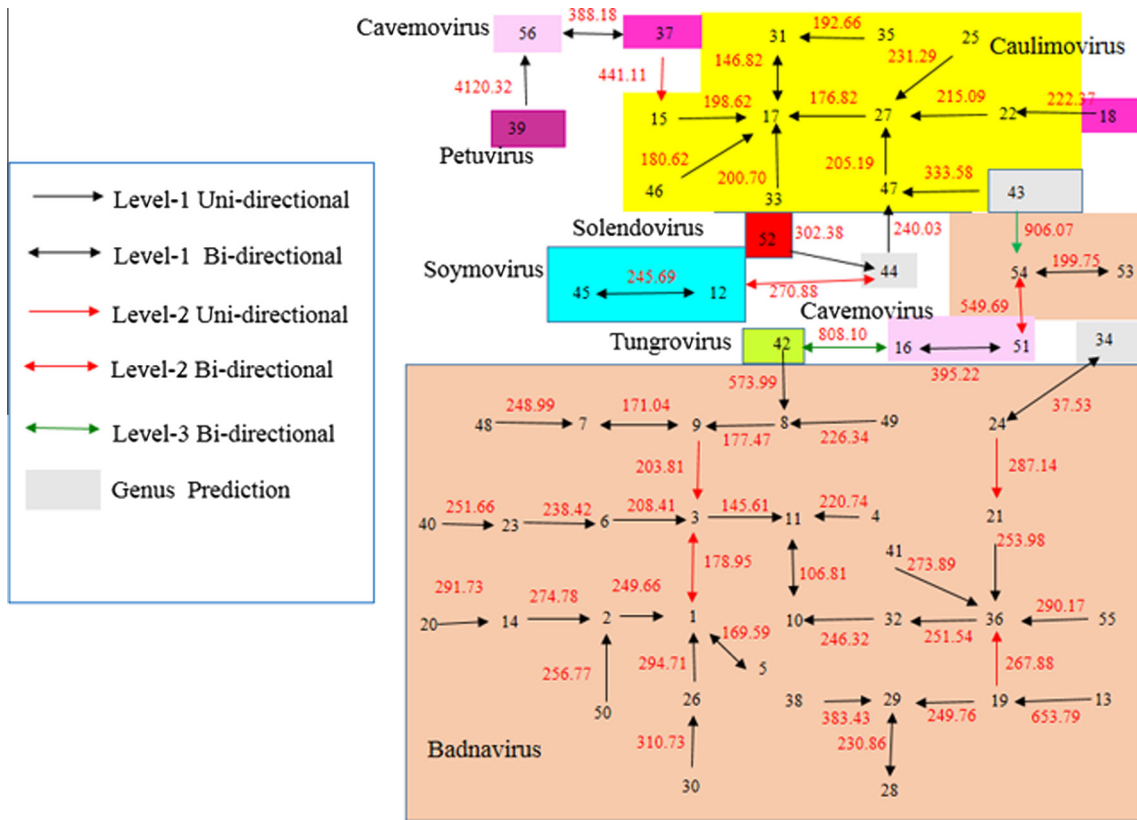 388.18
192.66
Cavemovirus 56 37 31 35 25
231.29 Caulimovirus
4120.32 441.11 146.82
198.62 176.82 215.09 222.37
15 17 27 22 18
39
Petuvirus
180.62 200.70 205.19 333.58
46 33 47 43
Level-1 Uni-directional
Level-1 Bi-directional
Level-2 Uni-directional
Level-2 Bi-directional
Level-3 Bi-directional
Genus Prediction
Solendovirus 52 302.38 240.03 906.07
Soymovirus 245.69 44 54 199.75 53
45 12 270.88
Cavemovirus 549.69
Tungrovirus 42 808.10 16 51 34
395.22
573.99 37.53
248.99 171.04
48 7 9 8 49 24
177.47 226.34
203.81 287.14
251.66 238.42 208.41 145.61 220.74
40 23 6 3 11 4 21
41 253.98
178.95 106.81 273.89
291.73 274.78 249.66 290.17
20 14 2 1 10 32 36 55
169.59 246.32 251.54
256.77 294.71 5 267.88
50 26 38 29 19 13
383.43 249.76 653.79
Badnavirus 310.73 230.86
30 28